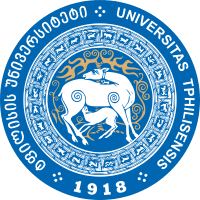 ᲗᲑᲘᲚᲘᲡᲘᲡ ᲣᲜᲘᲕᲔᲠᲡᲘᲢᲔᲢᲘ
UNIVERSITAS TPHILISENSIS
1918